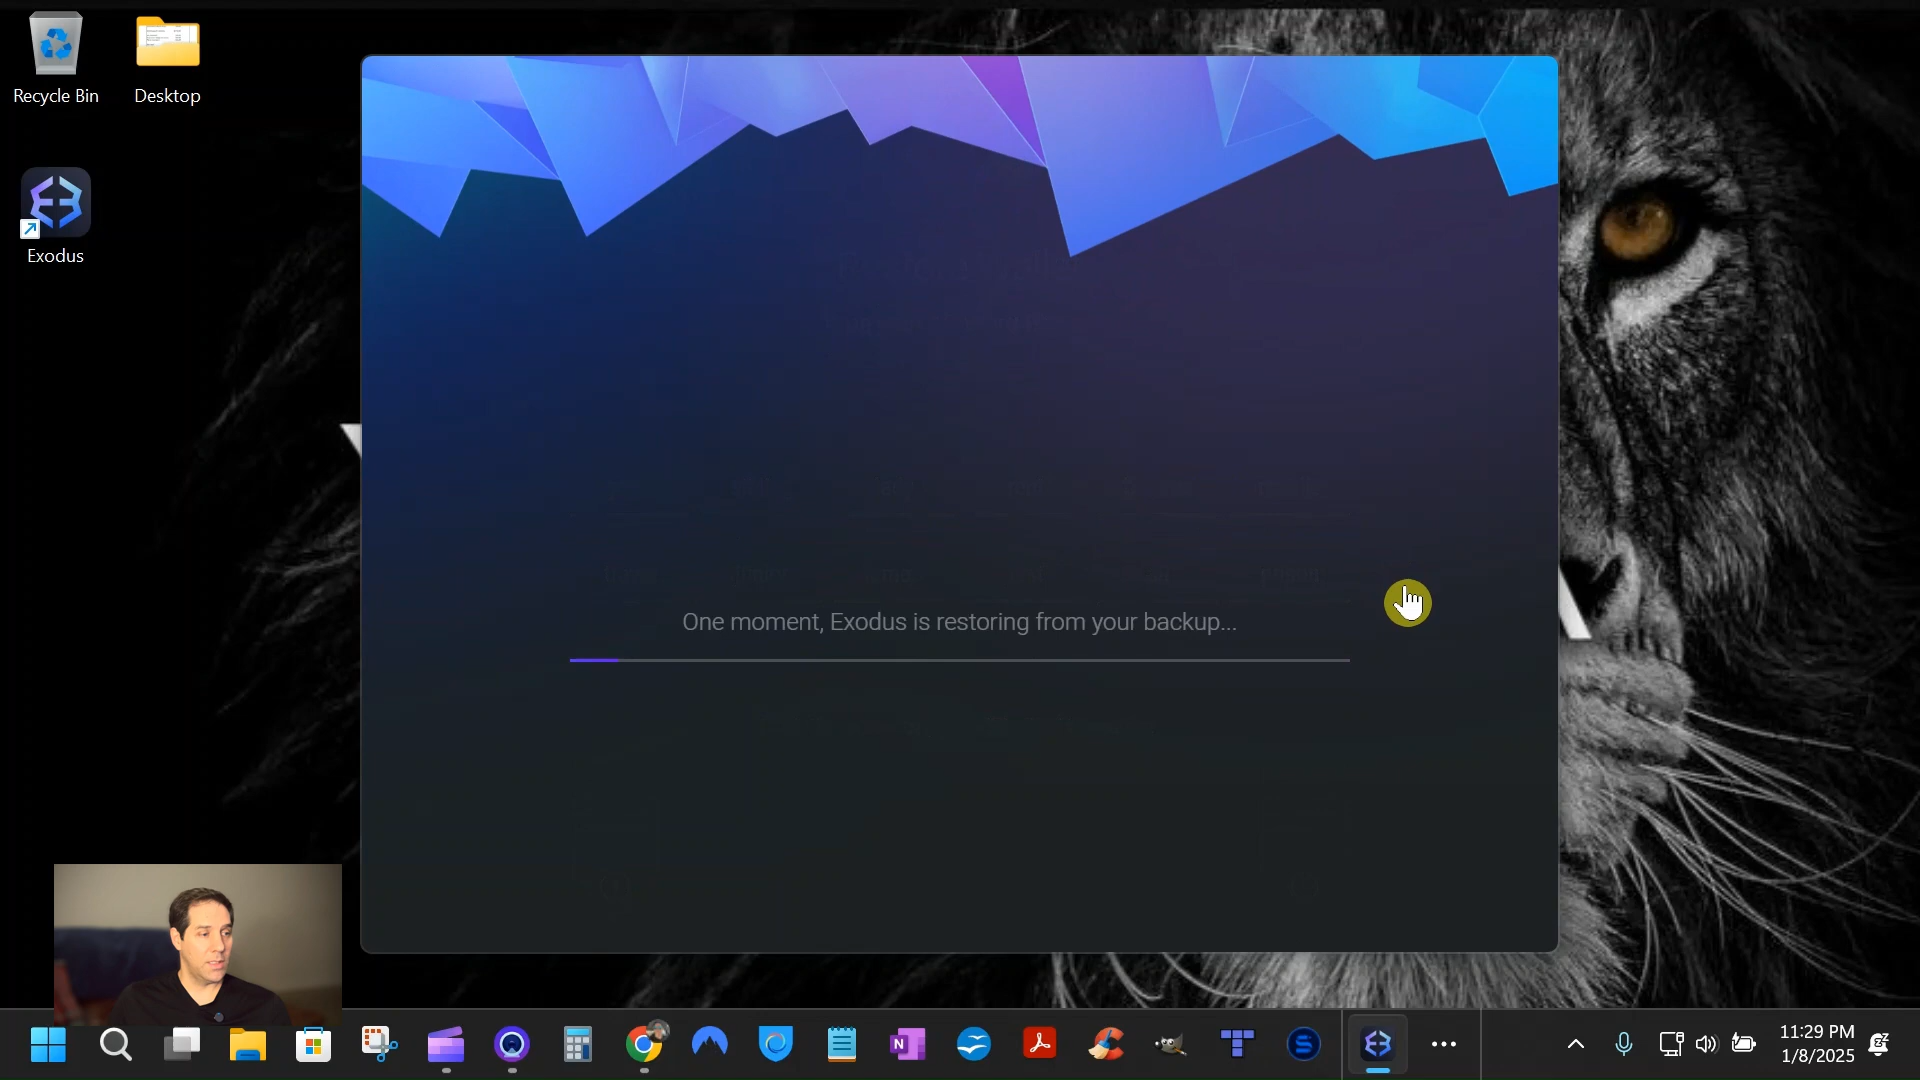 Recycle Bin
Desktop
Exodus
One moment, Exodus is restoring from your backup...
11:29 PM
1/8/2025